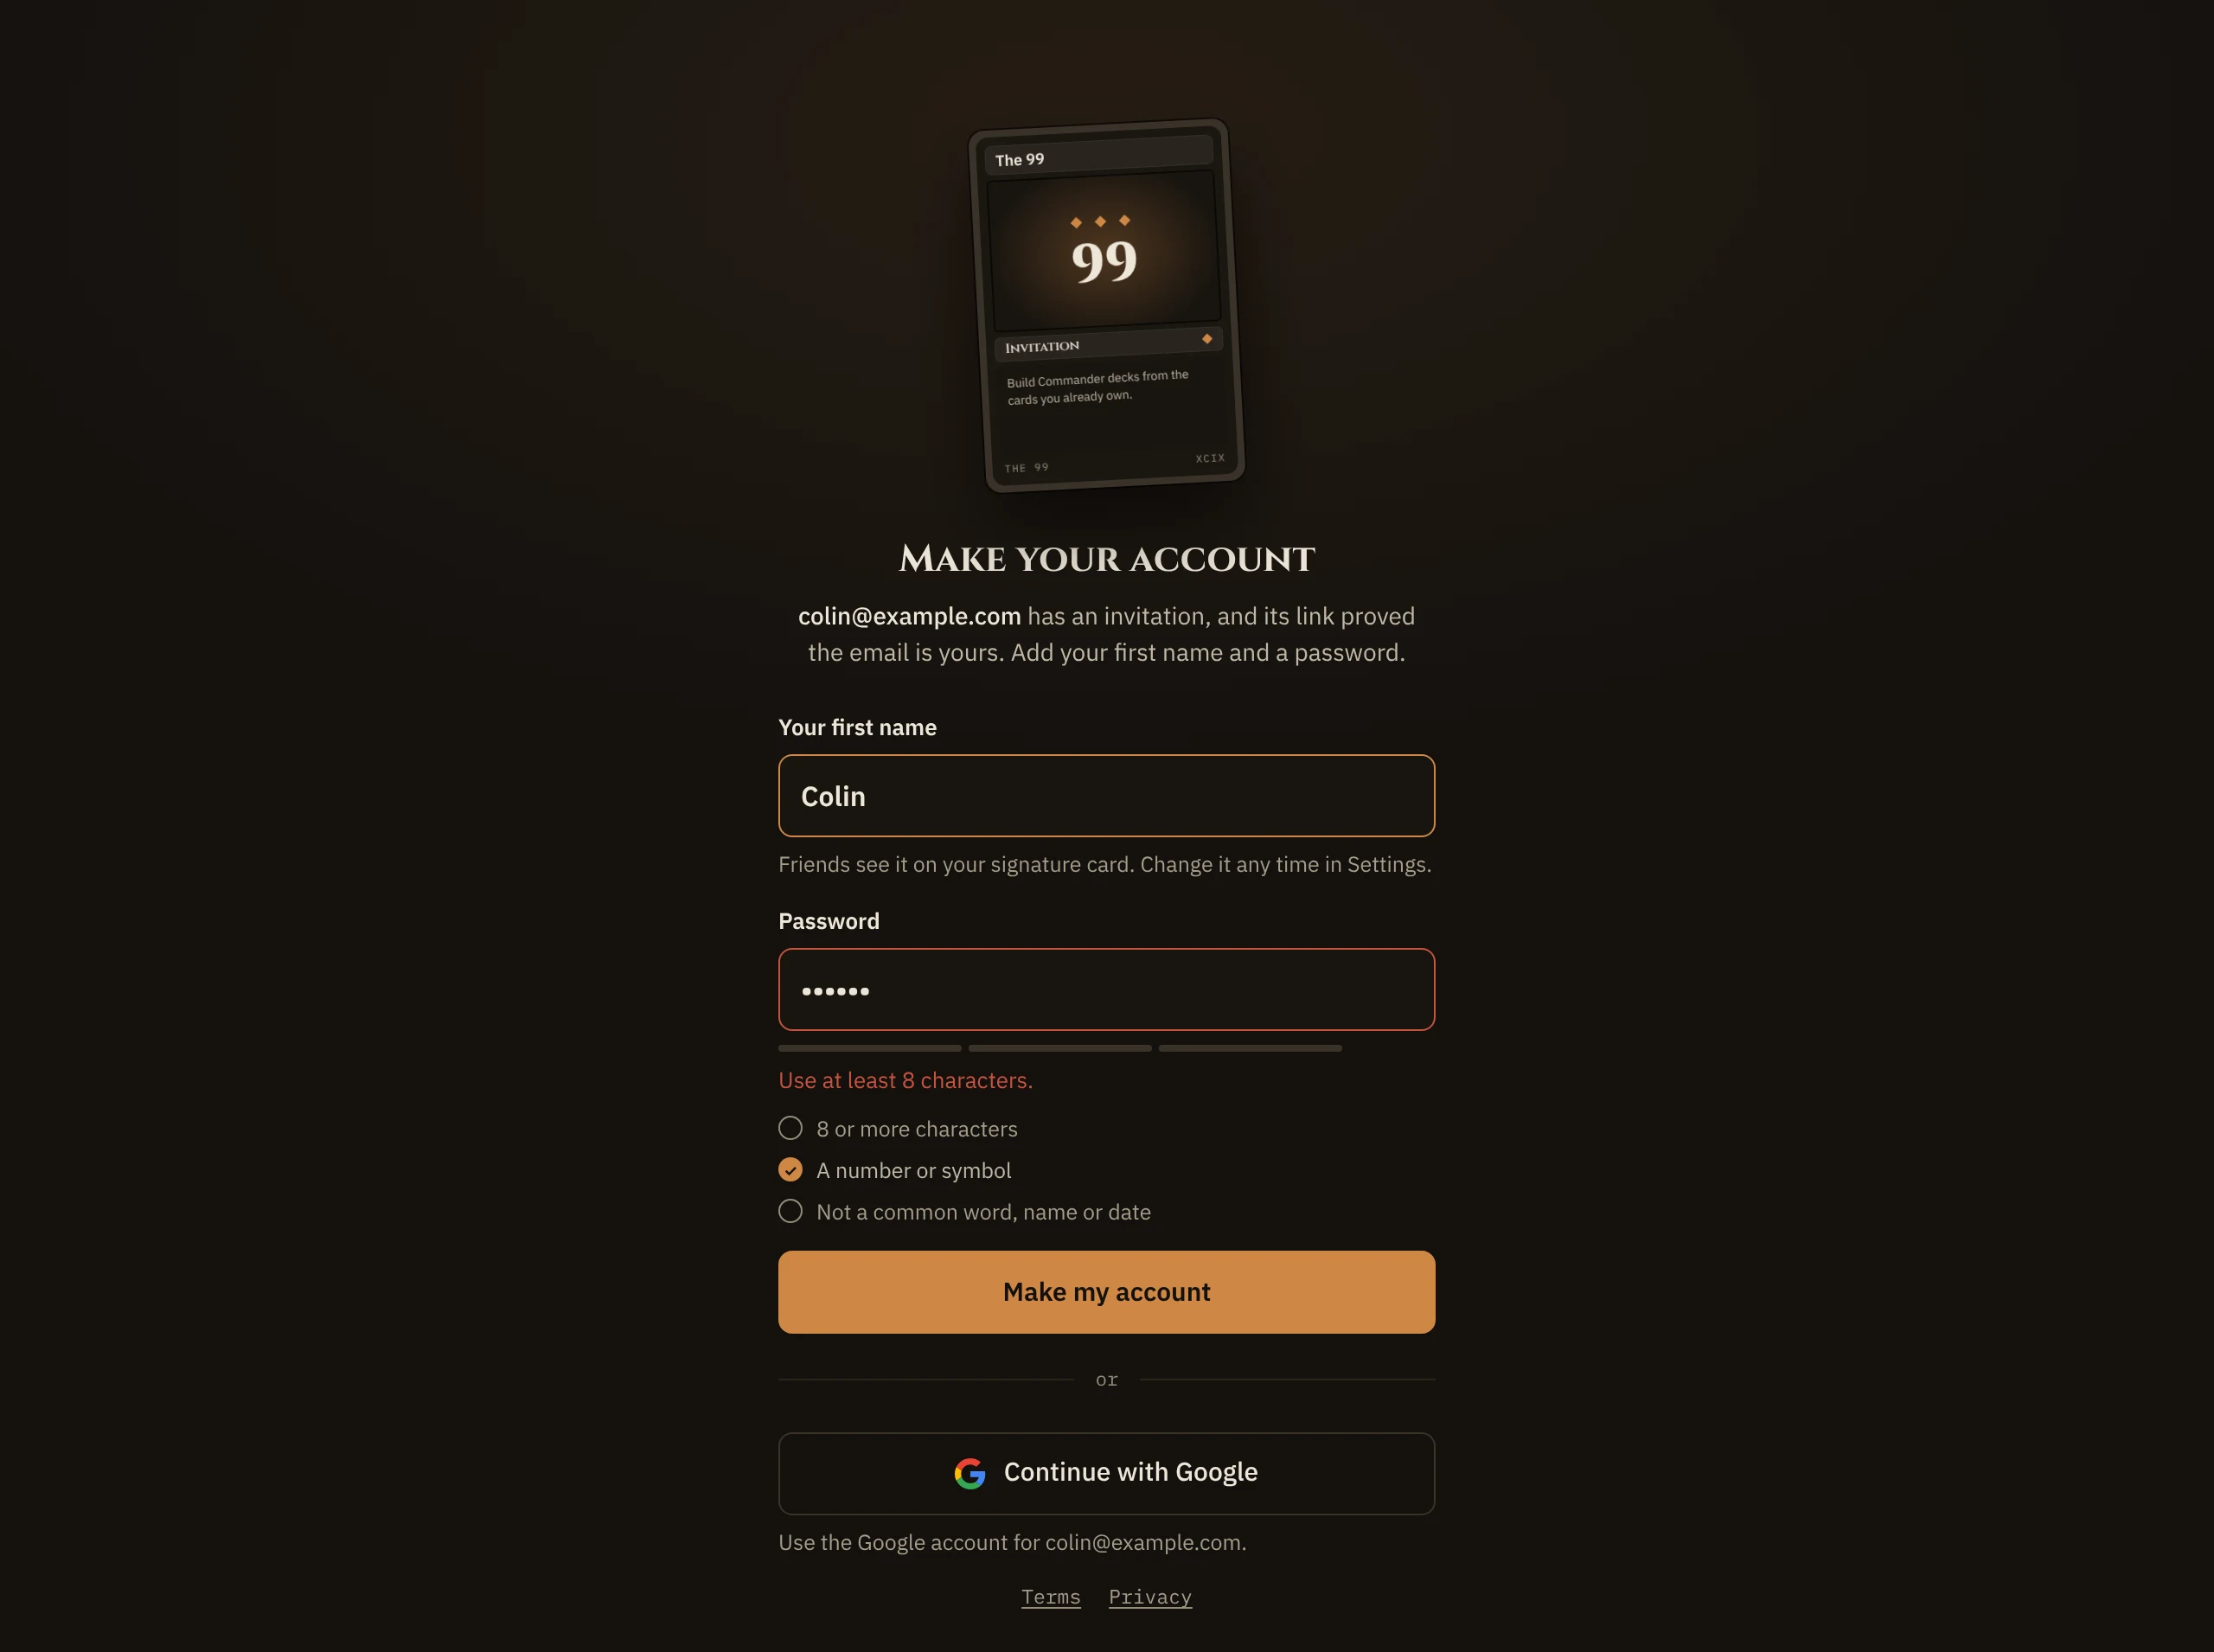 The 99
99
Invitation
Build Commander decks from the
cards you already own.
THE 99
XCIX
Make your account
colin@example.com has an invitation, and its link proved
the email is yours. Add your first name and a password.
Your first name
Colin
Friends see it on your signature card. Change it any time in Settings.
Password
••••••
Use at least 8 characters.
8 or more characters
A number or symbol
Not a common word, name or date
Make my account
or
Continue with Google
Use the Google account for colin@example.com.
Terms Privacy